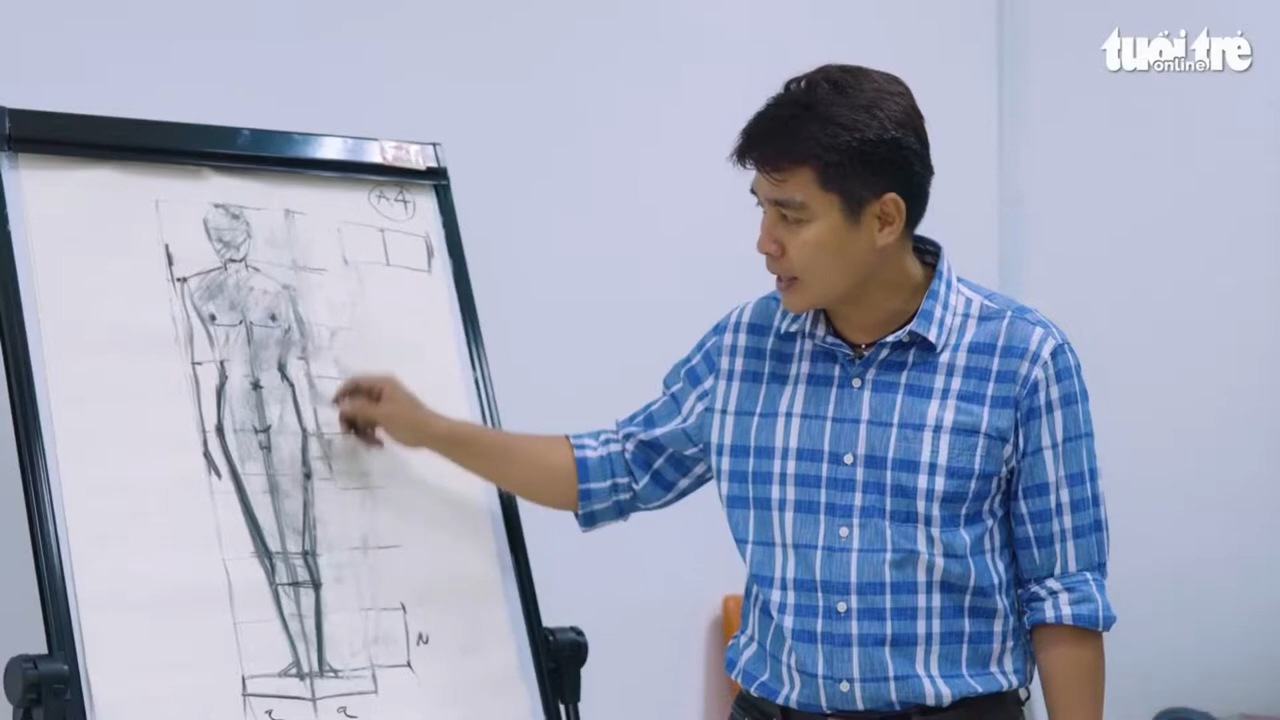 tuổi trẻ
online
A4
N
a a